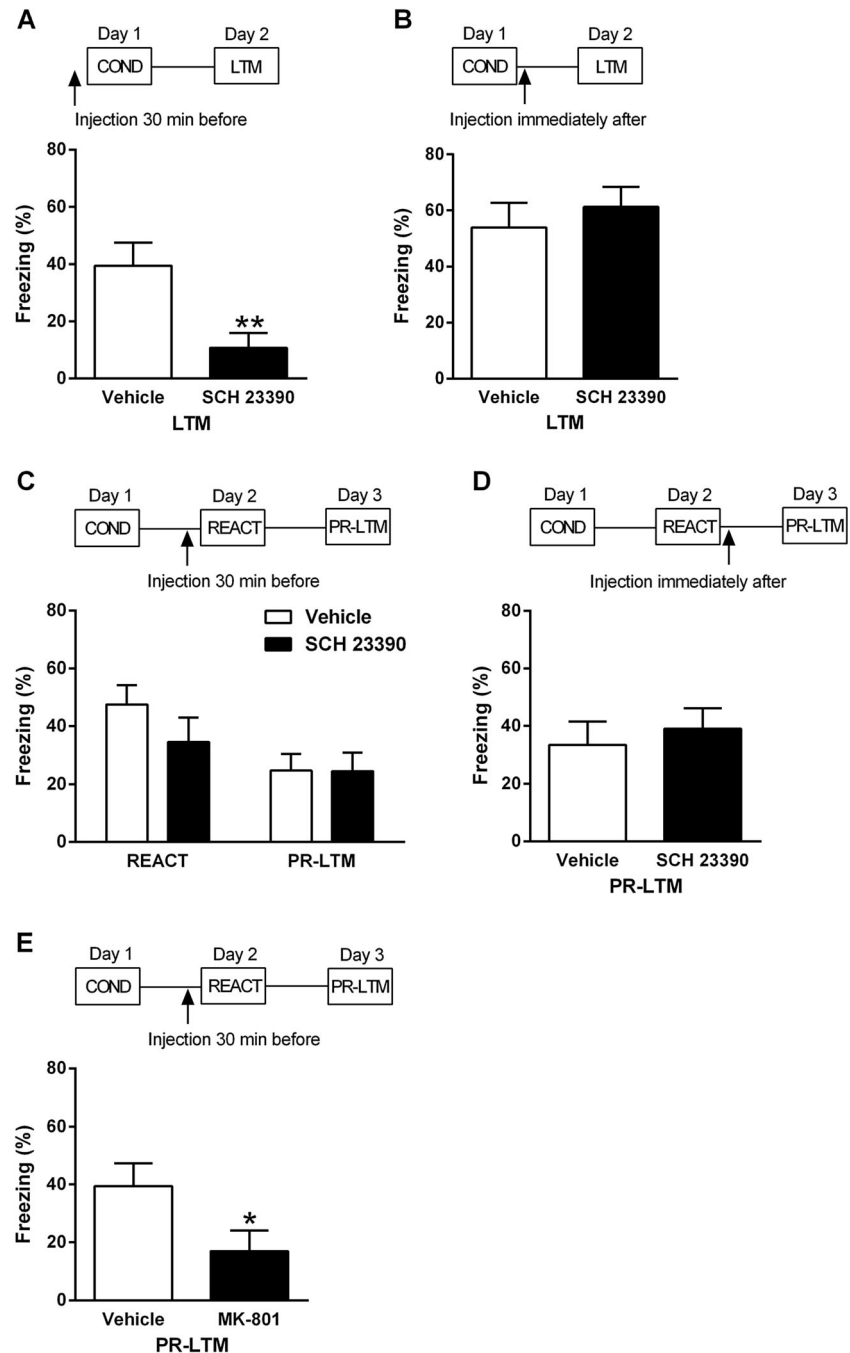 A
Day 1 Day 2
COND LTM
Injection 30 min before
80
60
40
20
0
Freezing (%)
**
Vehicle SCH 23390
LTM
B
Day 1 Day 2
COND LTM
Injection immediately after
80
60
40
20
0
Freezing (%)
Vehicle SCH 23390
LTM
C
Day 1 Day 2 Day 3
COND REACT PR-LTM
Injection 30 min before
80
60
40
20
0
Freezing (%)
Vehicle
SCH 23390
REACT PR-LTM
D
Day 1 Day 2 Day 3
COND REACT PR-LTM
Injection immediately after
80
60
40
20
0
Freezing (%)
Vehicle SCH 23390
PR-LTM
E
Day 1 Day 2 Day 3
COND REACT PR-LTM
Injection 30 min before
80
60
40
20
0
Freezing (%)
*
Vehicle MK-801
PR-LTM